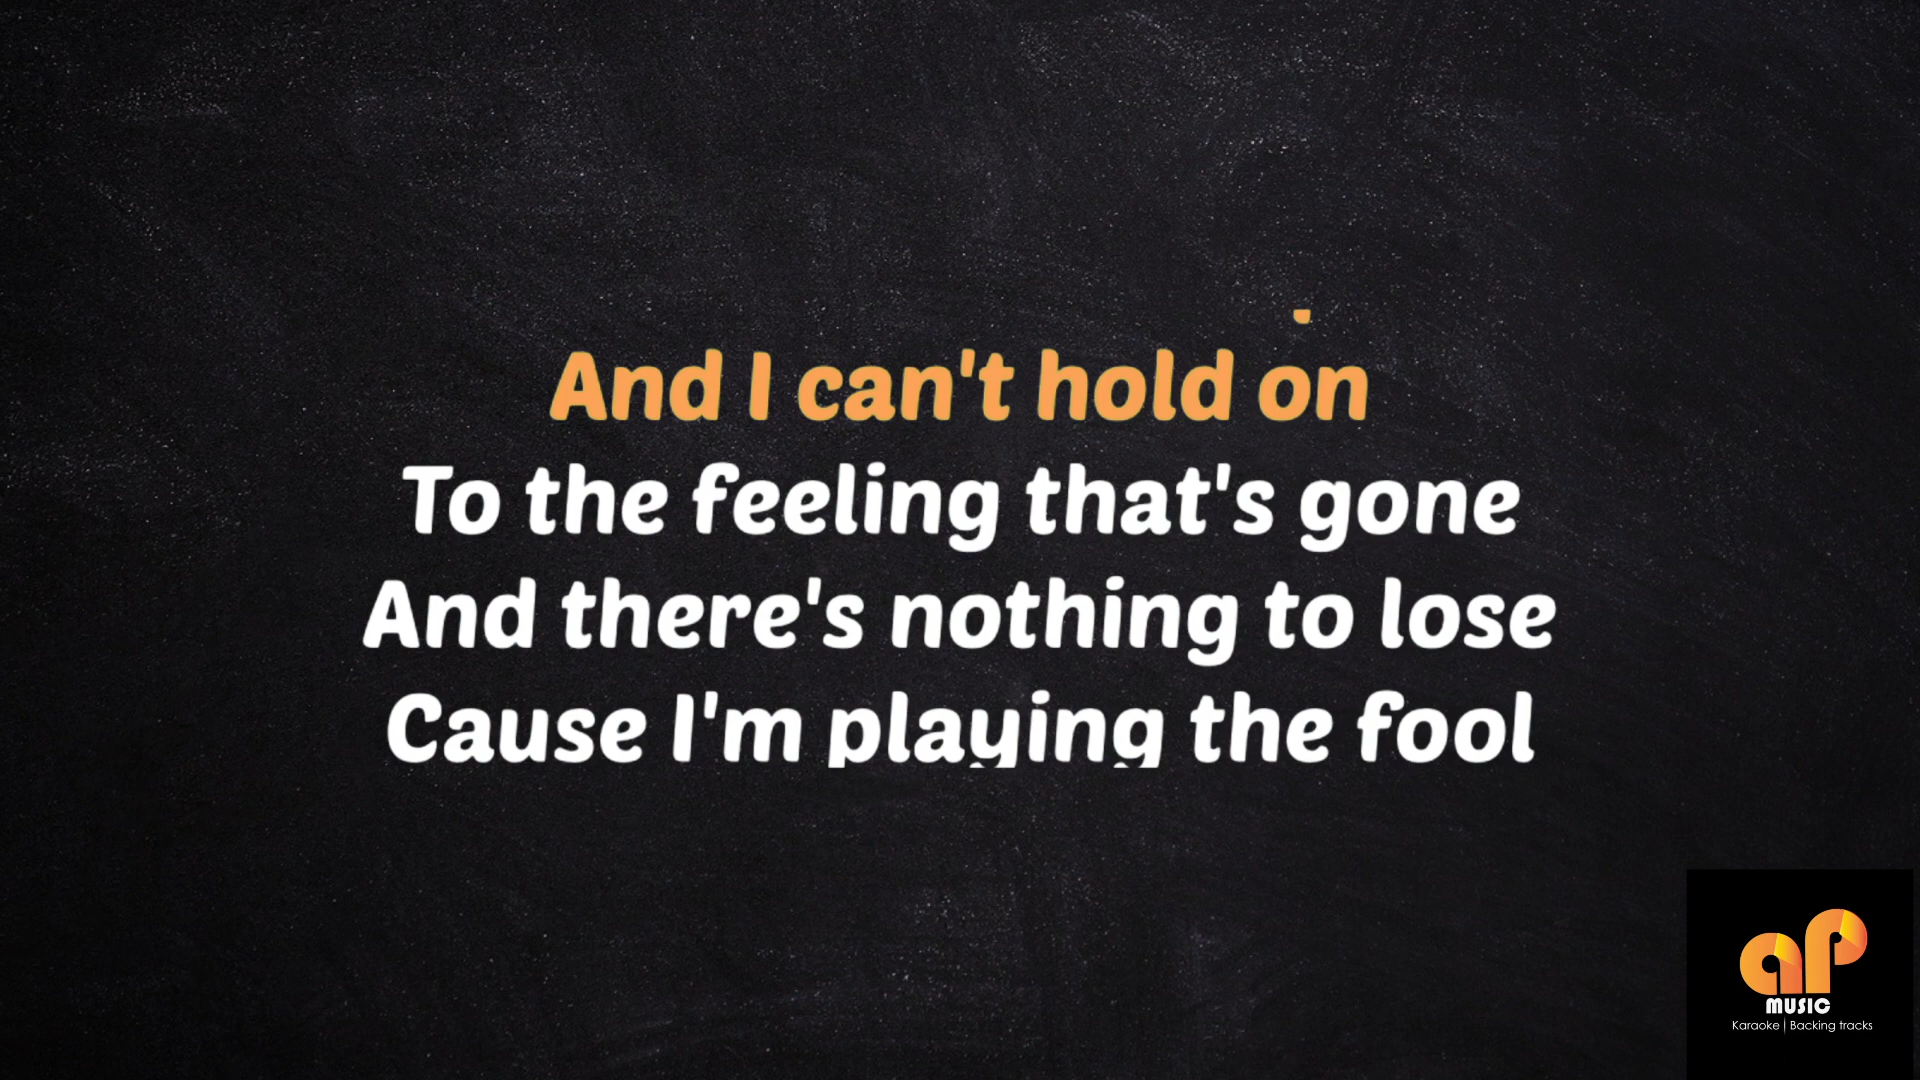 And I can't hold on
To the feeling that's gone
And there's nothing to lose
Cause I'm playing the fool
aP
MUSIC
Karaoke | Backing tracks